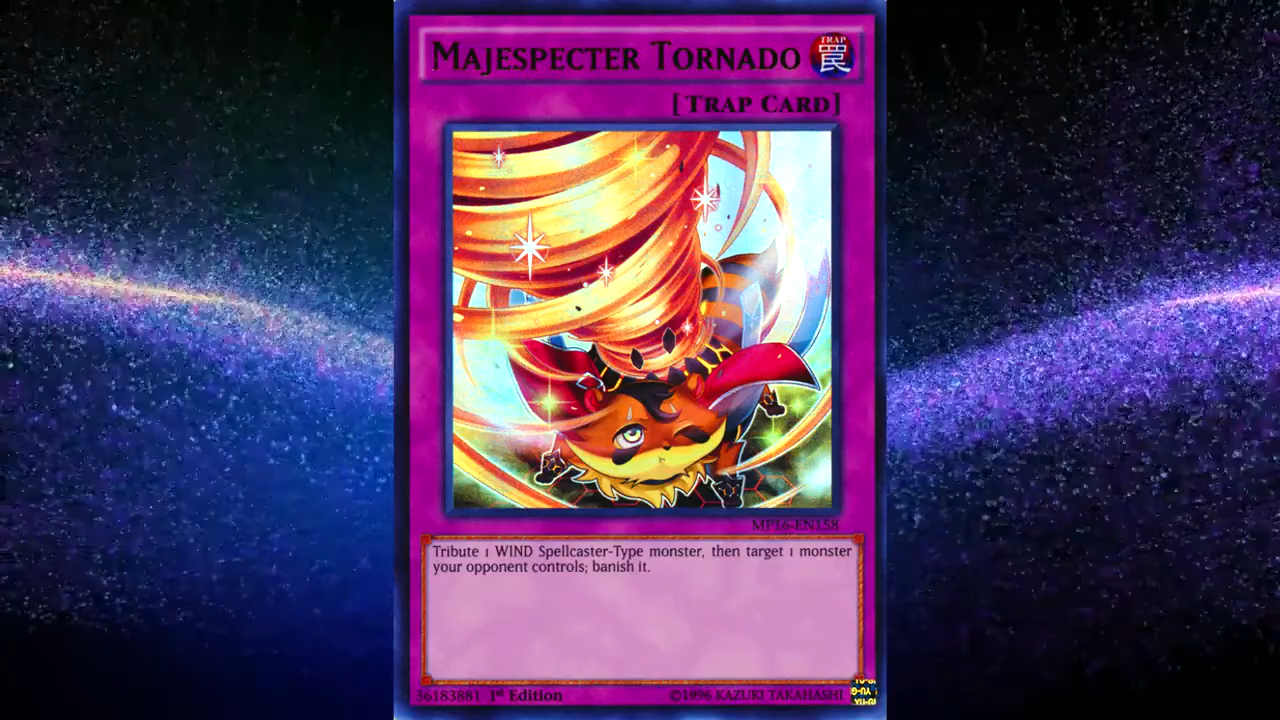 Majespecter Tornado
TRAP
罠
[Trap Card]
MP16-EN158
Tribute 1 WIND Spellcaster-Type monster, then target 1 monster
your opponent controls; banish it.
36183881 1st Edition
©1996 KAZUKI TAKAHASHI